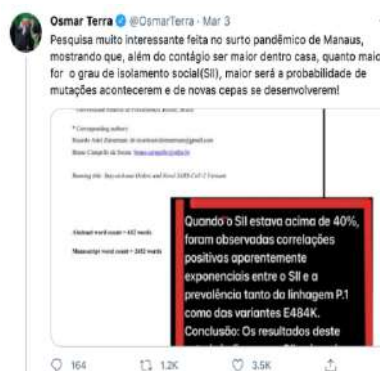 Osmar Terra @OsmarTerra · Mar 3
Pesquisa muito interessante feita no surto pandêmico de Manaus,
mostrando que, além do contágio ser maior dentro casa, quanto maior
for o grau de isolamento social(SII), maior será a probabilidade de
mutações acontecerem e de novas cepas se desenvolverem!
* Corresponding authors:
Abstract word count = 
Manuscript word count = 
Quando o SII estava acima de 40%,
foram observadas correlações
positivas aparentemente
exponenciais entre o SII e a
prevalência tanto da linhagem P.1
como das variantes E484K.
Conclusão: Os resultados deste
164 1.2K 3.5K